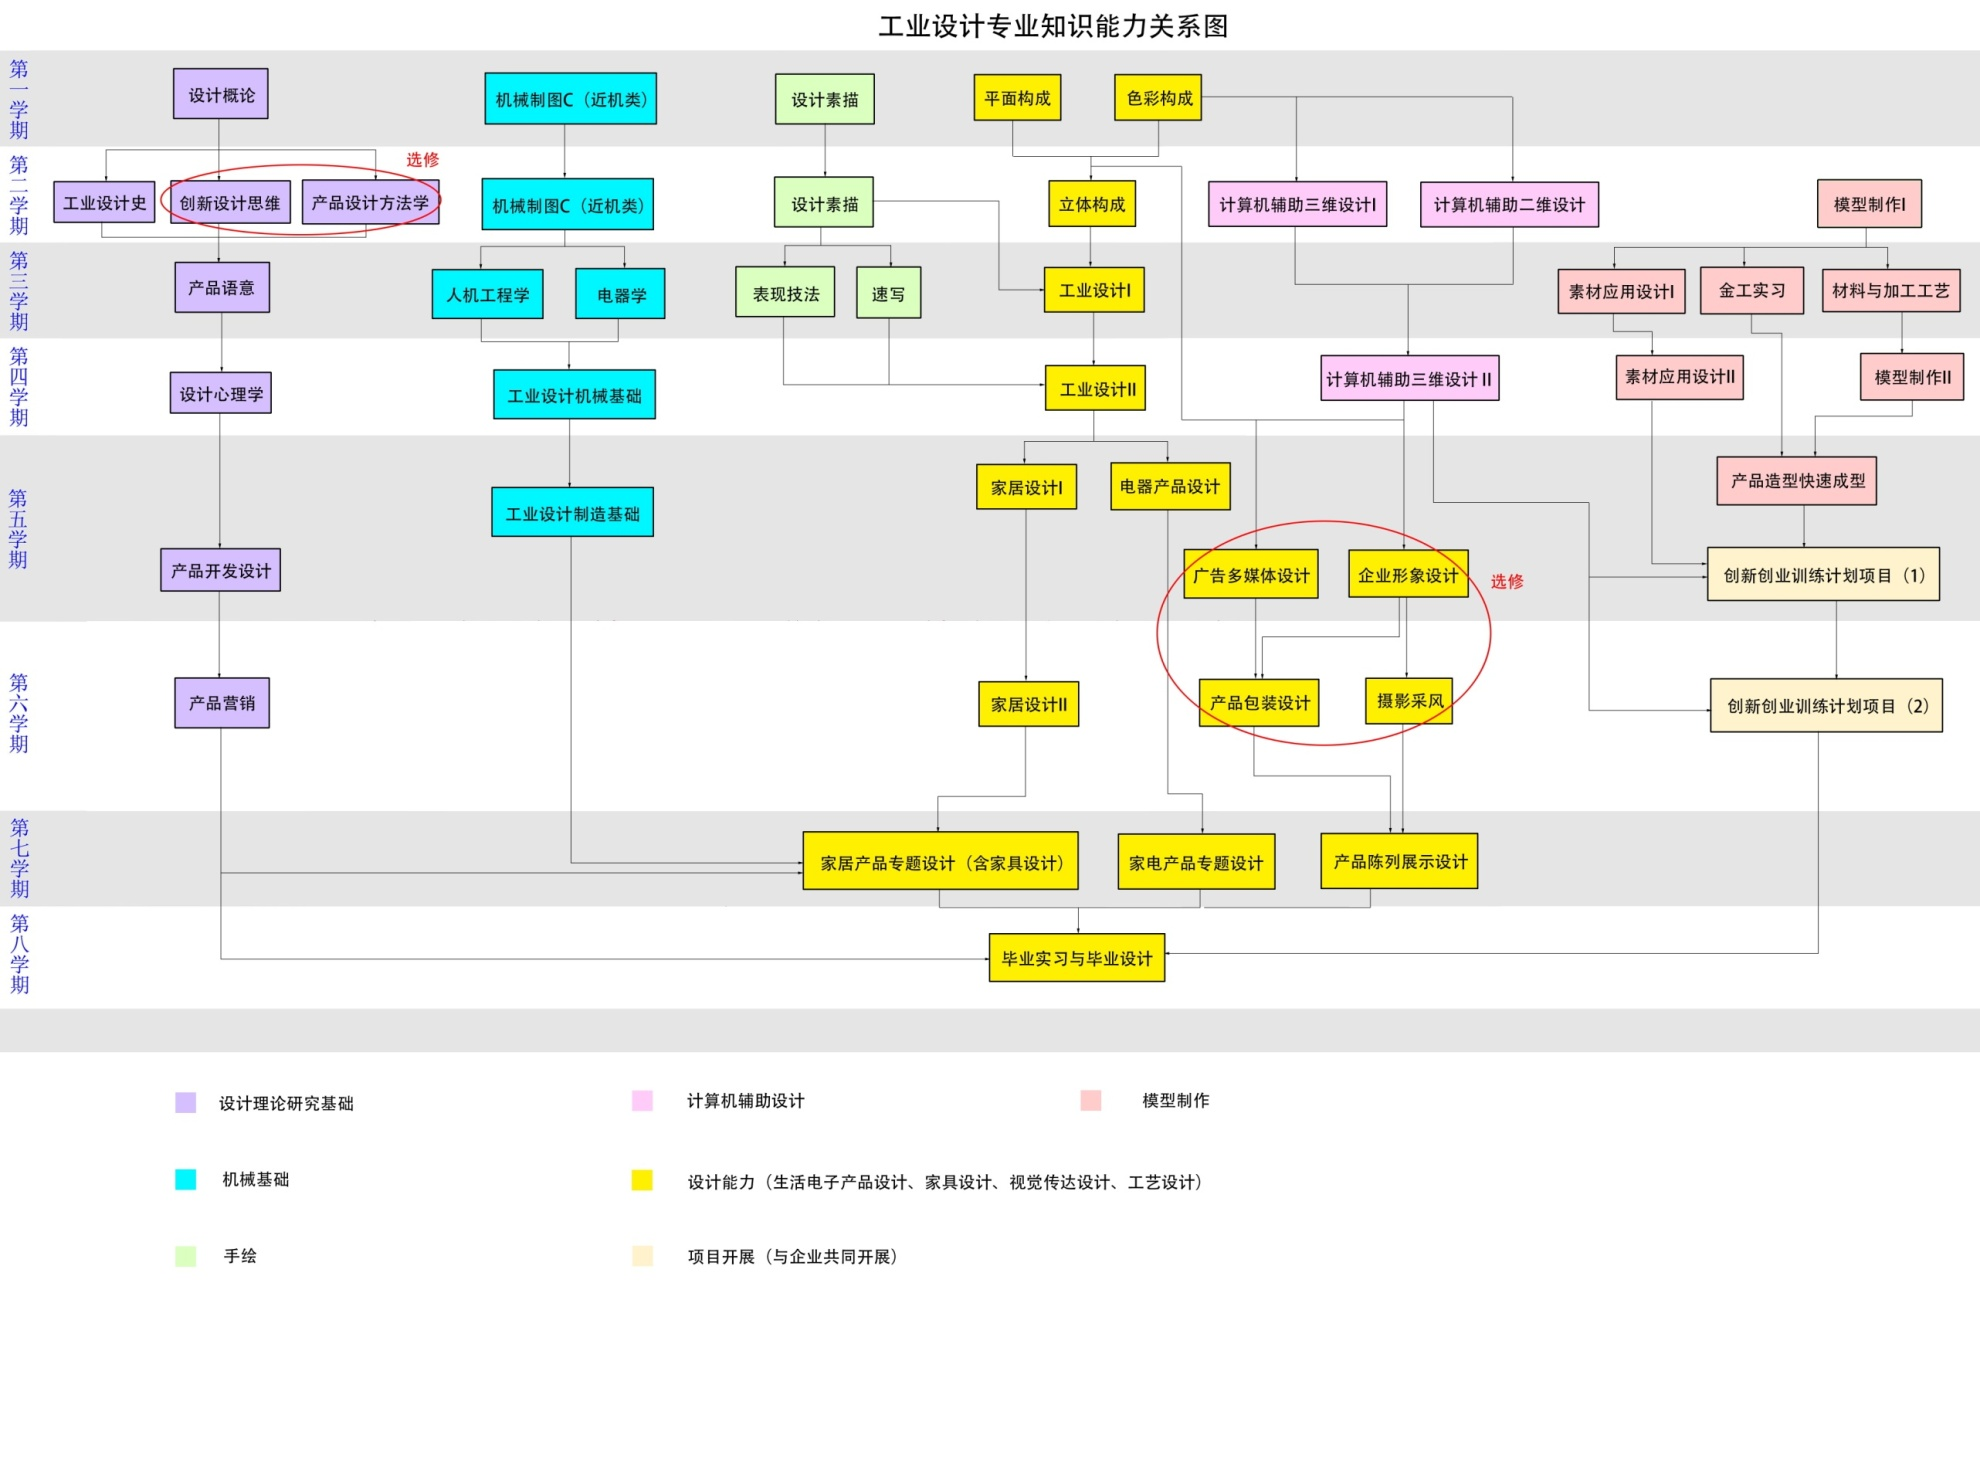 工业设计专业知识能力关系图
第一学期
设计概论
机械制图C（近机类）
设计素描
平面构成
色彩构成
第二学期
选修
工业设计史
创新设计思维
产品设计方法学
机械制图C（近机类）
设计素描
立体构成
计算机辅助三维设计I
计算机辅助二维设计
模型制作I
第三学期
产品语意
人机工程学
电器学
表现技法
速写
工业设计I
素材应用设计I
金工实习
材料与加工工艺
第四学期
设计心理学
工业设计机械基础
工业设计II
计算机辅助三维设计 II
素材应用设计II
模型制作II
第五学期
家居设计I
电器产品设计
产品造型快速成型
工业设计制造基础
产品开发设计
广告多媒体设计
企业形象设计
选修
创新创业训练计划项目（1）
第六学期
产品营销
家居设计II
产品包装设计
摄影采风
创新创业训练计划项目（2）
第七学期
家居产品专题设计（含家具设计）
家电产品专题设计
产品陈列展示设计
第八学期
毕业实习与毕业设计
设计理论研究基础
计算机辅助设计
模型制作
机械基础
设计能力（生活电子产品设计、家具设计、视觉传达设计、工艺设计）
手绘
项目开展（与企业共同开展）